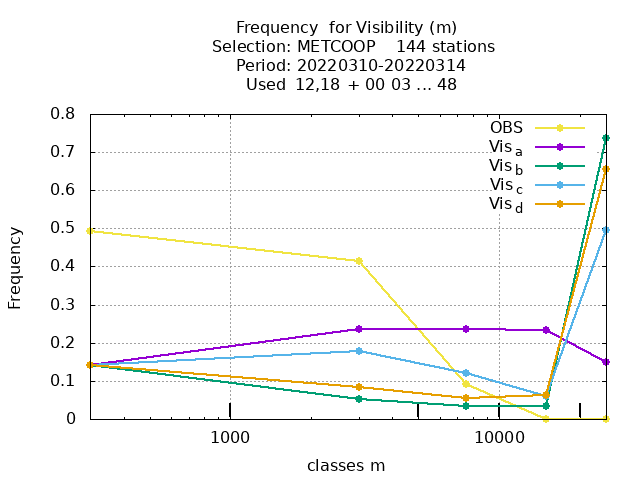 Frequency for Visibility (m)
Selection: METCOOP 144 stations
Period: 20220310-20220314
Used 12,18 + 00 03 ... 48
0.8
0.7
0.6
0.5
0.4
0.3
0.2
0.1
0
Frequency
OBS
Vis a
Vis b
Vis c
Vis d
1000
10000
classes m